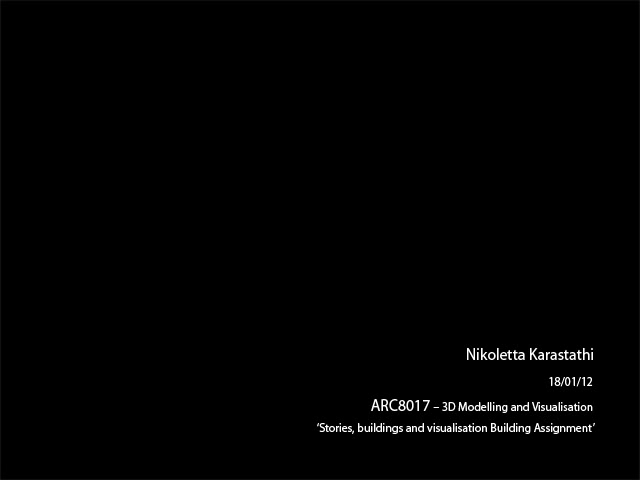 Nikoletta Karastathi
18/01/12
ARC8017 – 3D Modelling and Visualisation
‘Stories, buildings and visualisation Building Assignment’